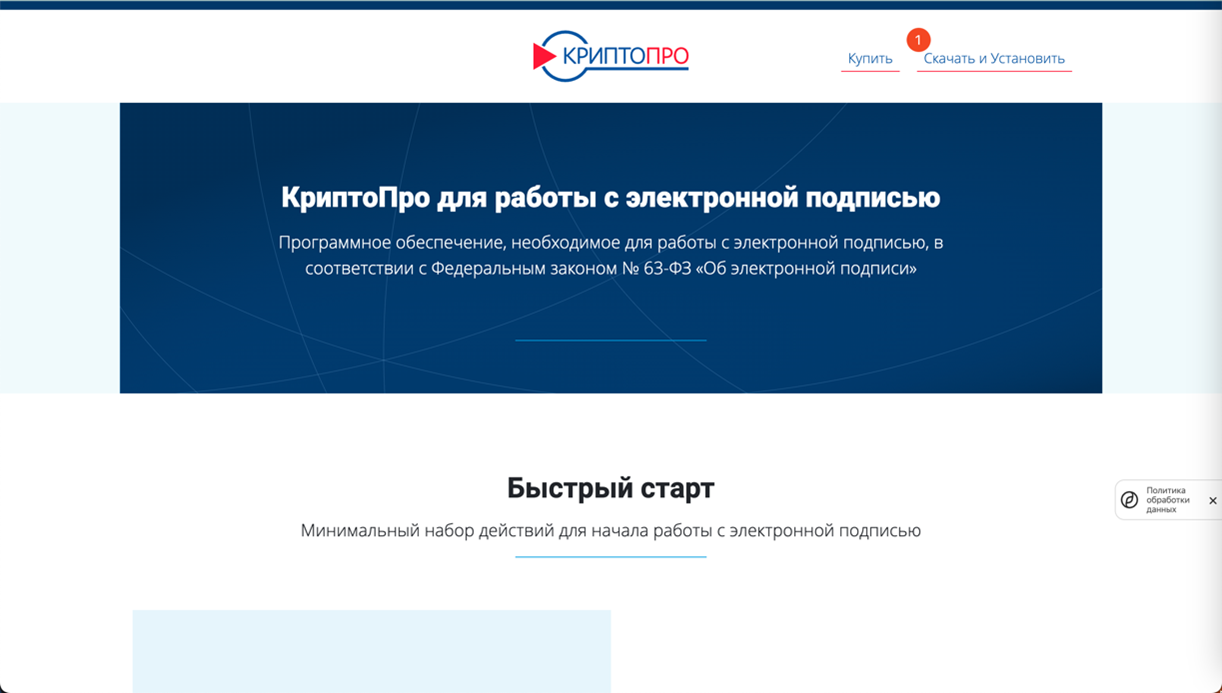 КРИПТОПРО
Купить
1
Скачать и Установить
КриптоПро для работы с электронной подписью
Программное обеспечение, необходимое для работы с электронной подписью, в
соответствии с Федеральным законом № 63-ФЗ «Об электронной подписи»
Быстрый старт
Минимальный набор действий для начала работы с электронной подписью
Политика
обработки
данных